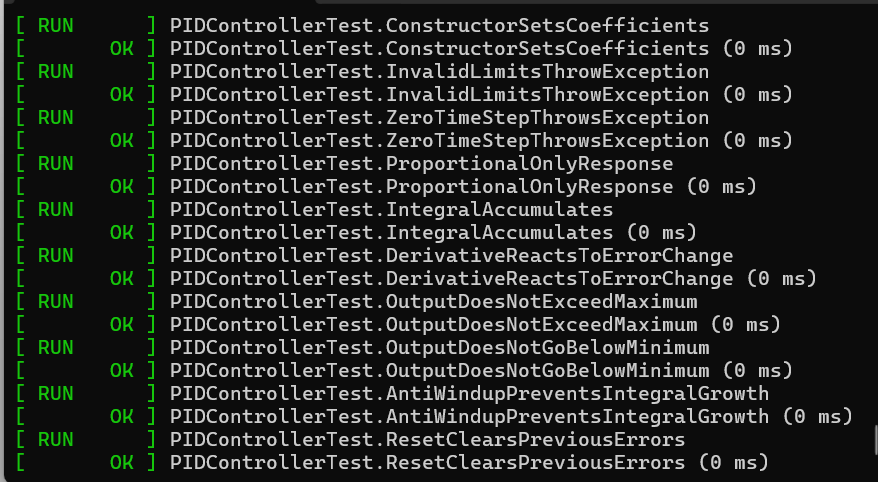 [ RUN      ] PIDControllerTest.ConstructorSetsCoefficients
[       OK ] PIDControllerTest.ConstructorSetsCoefficients (0 ms)
[ RUN      ] PIDControllerTest.InvalidLimitsThrowException
[       OK ] PIDControllerTest.InvalidLimitsThrowException (0 ms)
[ RUN      ] PIDControllerTest.ZeroTimeStepThrowsException
[       OK ] PIDControllerTest.ZeroTimeStepThrowsException (0 ms)
[ RUN      ] PIDControllerTest.ProportionalOnlyResponse
[       OK ] PIDControllerTest.ProportionalOnlyResponse (0 ms)
[ RUN      ] PIDControllerTest.IntegralAccumulates
[       OK ] PIDControllerTest.IntegralAccumulates (0 ms)
[ RUN      ] PIDControllerTest.DerivativeReactsToErrorChange
[       OK ] PIDControllerTest.DerivativeReactsToErrorChange (0 ms)
[ RUN      ] PIDControllerTest.OutputDoesNotExceedMaximum
[       OK ] PIDControllerTest.OutputDoesNotExceedMaximum (0 ms)
[ RUN      ] PIDControllerTest.OutputDoesNotGoBelowMinimum
[       OK ] PIDControllerTest.OutputDoesNotGoBelowMinimum (0 ms)
[ RUN      ] PIDControllerTest.AntiWindupPreventsIntegralGrowth
[       OK ] PIDControllerTest.AntiWindupPreventsIntegralGrowth (0 ms)
[ RUN      ] PIDControllerTest.ResetClearsPreviousErrors
[       OK ] PIDControllerTest.ResetClearsPreviousErrors (0 ms)